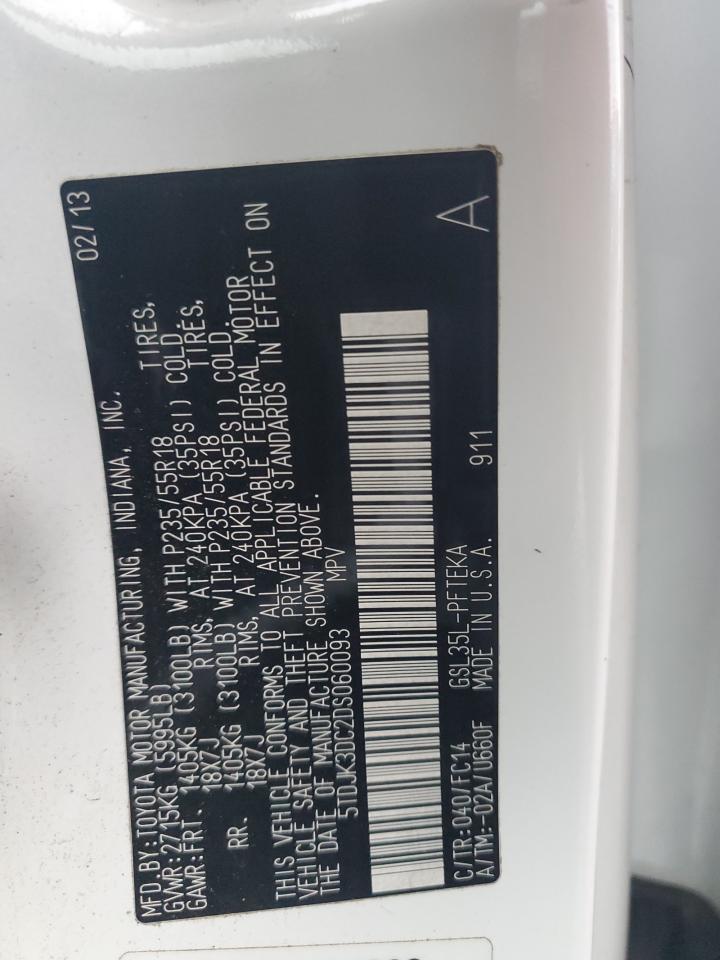 MFD.BY:TOYOTA MOTOR MANUFACTURING, INDIANA, INC. 02/13
GVWR:2715KG (5995LB)
GAWR:FRT. 1405KG (3100LB) WITH P235/55R18 TIRES,
18X7J RIMS, AT 240KPA (35PSI) COLD.
RR. 1405KG (3100LB) WITH P235/55R18 TIRES,
18X7J RIMS, AT 240KPA (35PSI) COLD.
THIS VEHICLE CONFORMS TO ALL APPLICABLE FEDERAL MOTOR
VEHICLE SAFETY AND THEFT PREVENTION STANDARDS IN EFFECT ON
THE DATE OF MANUFACTURE SHOWN ABOVE.
5TDJK3DC2DS060093 MPV
C/TR:040/FC14 GSL35L-PFTEKA
A/TM:-02A/U660F MADE IN U.S.A. 911 A